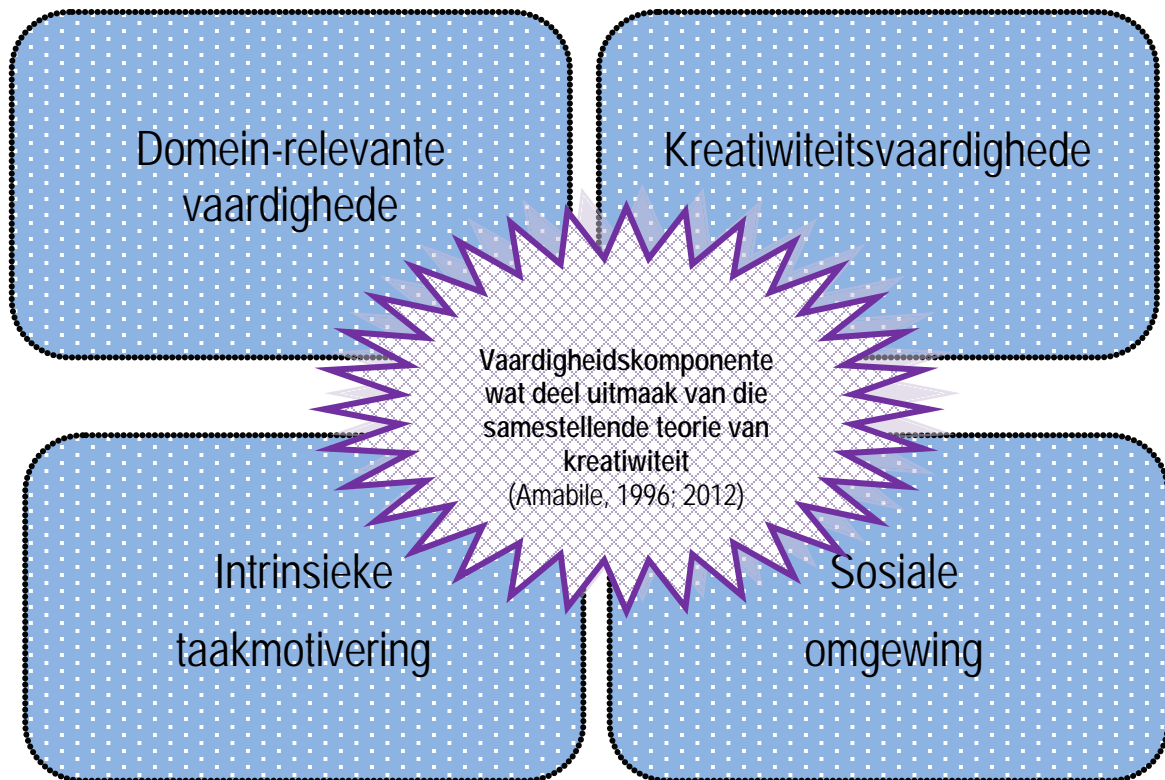 Domein-relevante
vaardighede
Kreatiwiteitsvaardighede
Vaardigheidskomponente
wat deel uitmaak van die
samestellende teorie van
kreatiwiteit
(Amabile, 1996; 2012)
Intrinsieke
taakmotivering
Sosiale
omgewing